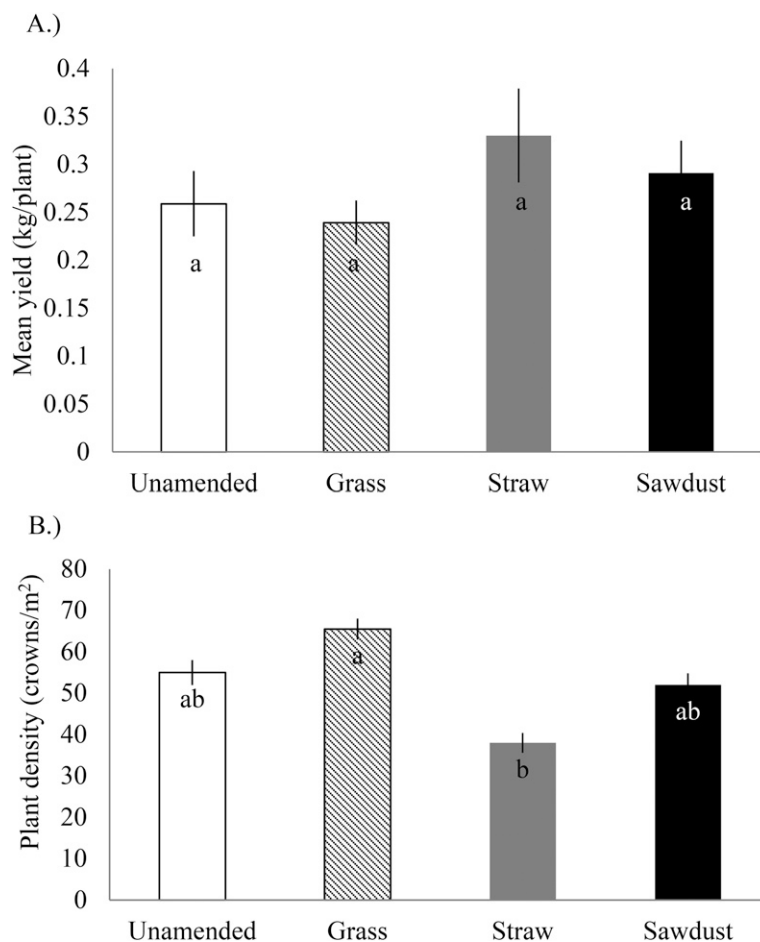 A.)
Mean yield (kg/plant)
0.4
0.35
0.3
0.25
0.2
0.15
0.1
0.05
0
a
a
a
a
Unamended
Grass
Straw
Sawdust
B.)
Plant density (crowns/m²)
80
70
60
50
40
30
20
10
0
ab
a
b
ab
Unamended
Grass
Straw
Sawdust